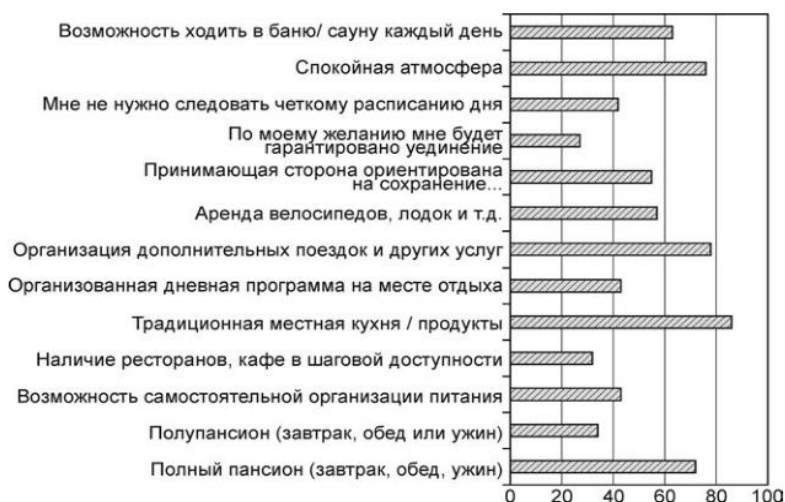 Возможность ходить в баню/ сауну каждый день
Спокойная атмосфера
Мне не нужно следовать четкому расписанию дня
По моему желанию мне будет
гарантировано уединение
Принимающая сторона ориентирована
на сохранение...
Аренда велосипедов, лодок и т.д.
Организация дополнительных поездок и других услуг
Организованная дневная программа на месте отдыха
Традиционная местная кухня / продукты
Наличие ресторанов, кафе в шаговой доступности
Возможность самостоятельной организации питания
Полупансион (завтрак, обед или ужин)
Полный пансион (завтрак, обед, ужин)
0 20 40 60 80 100